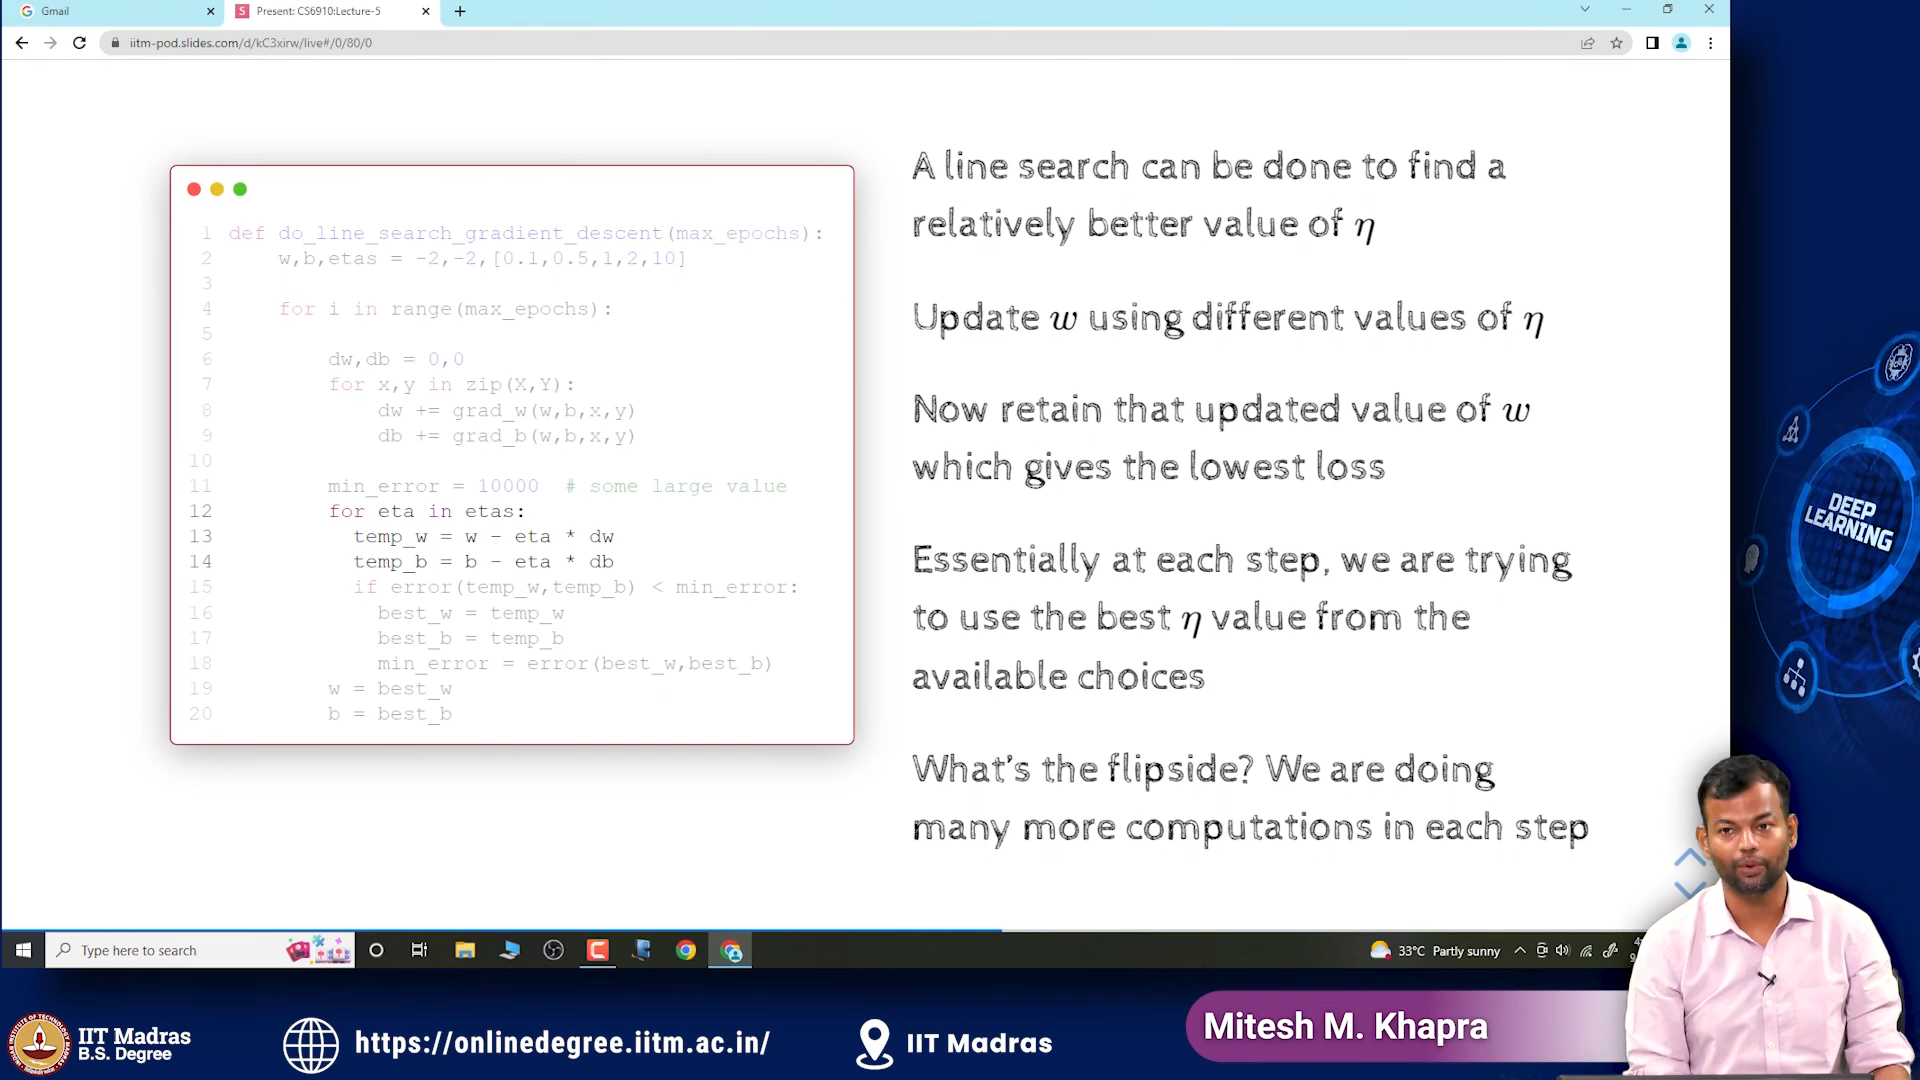 Gmail
Present: CS6910:Lecture-5
iitm-pod.slides.com/d/kC3xirw/live#/0/80/0
1 def do_line_search_gradient_descent(max_epochs):
2 w,b,etas = -2,-2,[0.1,0.5,1,2,10]
3
4 for i in range(max_epochs):
5
6 dw,db = 0,0
7 for x,y in zip(X,Y):
8 dw += grad_w(w,b,x,y)
9 db += grad_b(w,b,x,y)
10
11 min_error = 10000 # some large value
12 for eta in etas:
13 temp_w = w - eta * dw
14 temp_b = b - eta * db
15 if error(temp_w,temp_b) < min_error:
16 best_w = temp_w
17 best_b = temp_b
18 min_error = error(best_w,best_b)
19 w = best_w
20 b = best_b
A line search can be done to find a
relatively better value of η
Update w using different values of η
Now retain that updated value of w
which gives the lowest loss
Essentially at each step, we are trying
to use the best η value from the
available choices
What's the flipside? We are doing
many more computations in each step
DEEP
LEARNING
Type here to search
33°C Partly sunny
IIT Madras
B.S. Degree
https://onlinedegree.iitm.ac.in/
IIT Madras
Mitesh M. Khapra